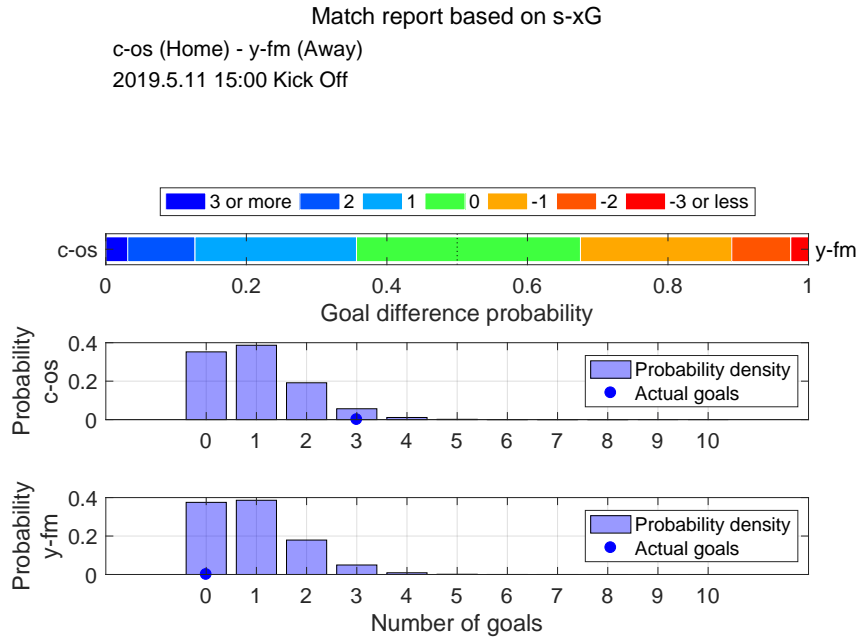 Match report based on s-xG
c-os (Home) - y-fm (Away)
2019.5.11 15:00 Kick Off
3 or more 2 1 0 -1 -2 -3 or less
c-os y-fm
0 0.2 0.4 0.6 0.8 1
Goal difference probability
Probability
c-os
0.4
0.2
0
Probability density
Actual goals
0 1 2 3 4 5 6 7 8 9 10
Probability
y-fm
0.4
0.2
0
Probability density
Actual goals
0 1 2 3 4 5 6 7 8 9 10
Number of goals